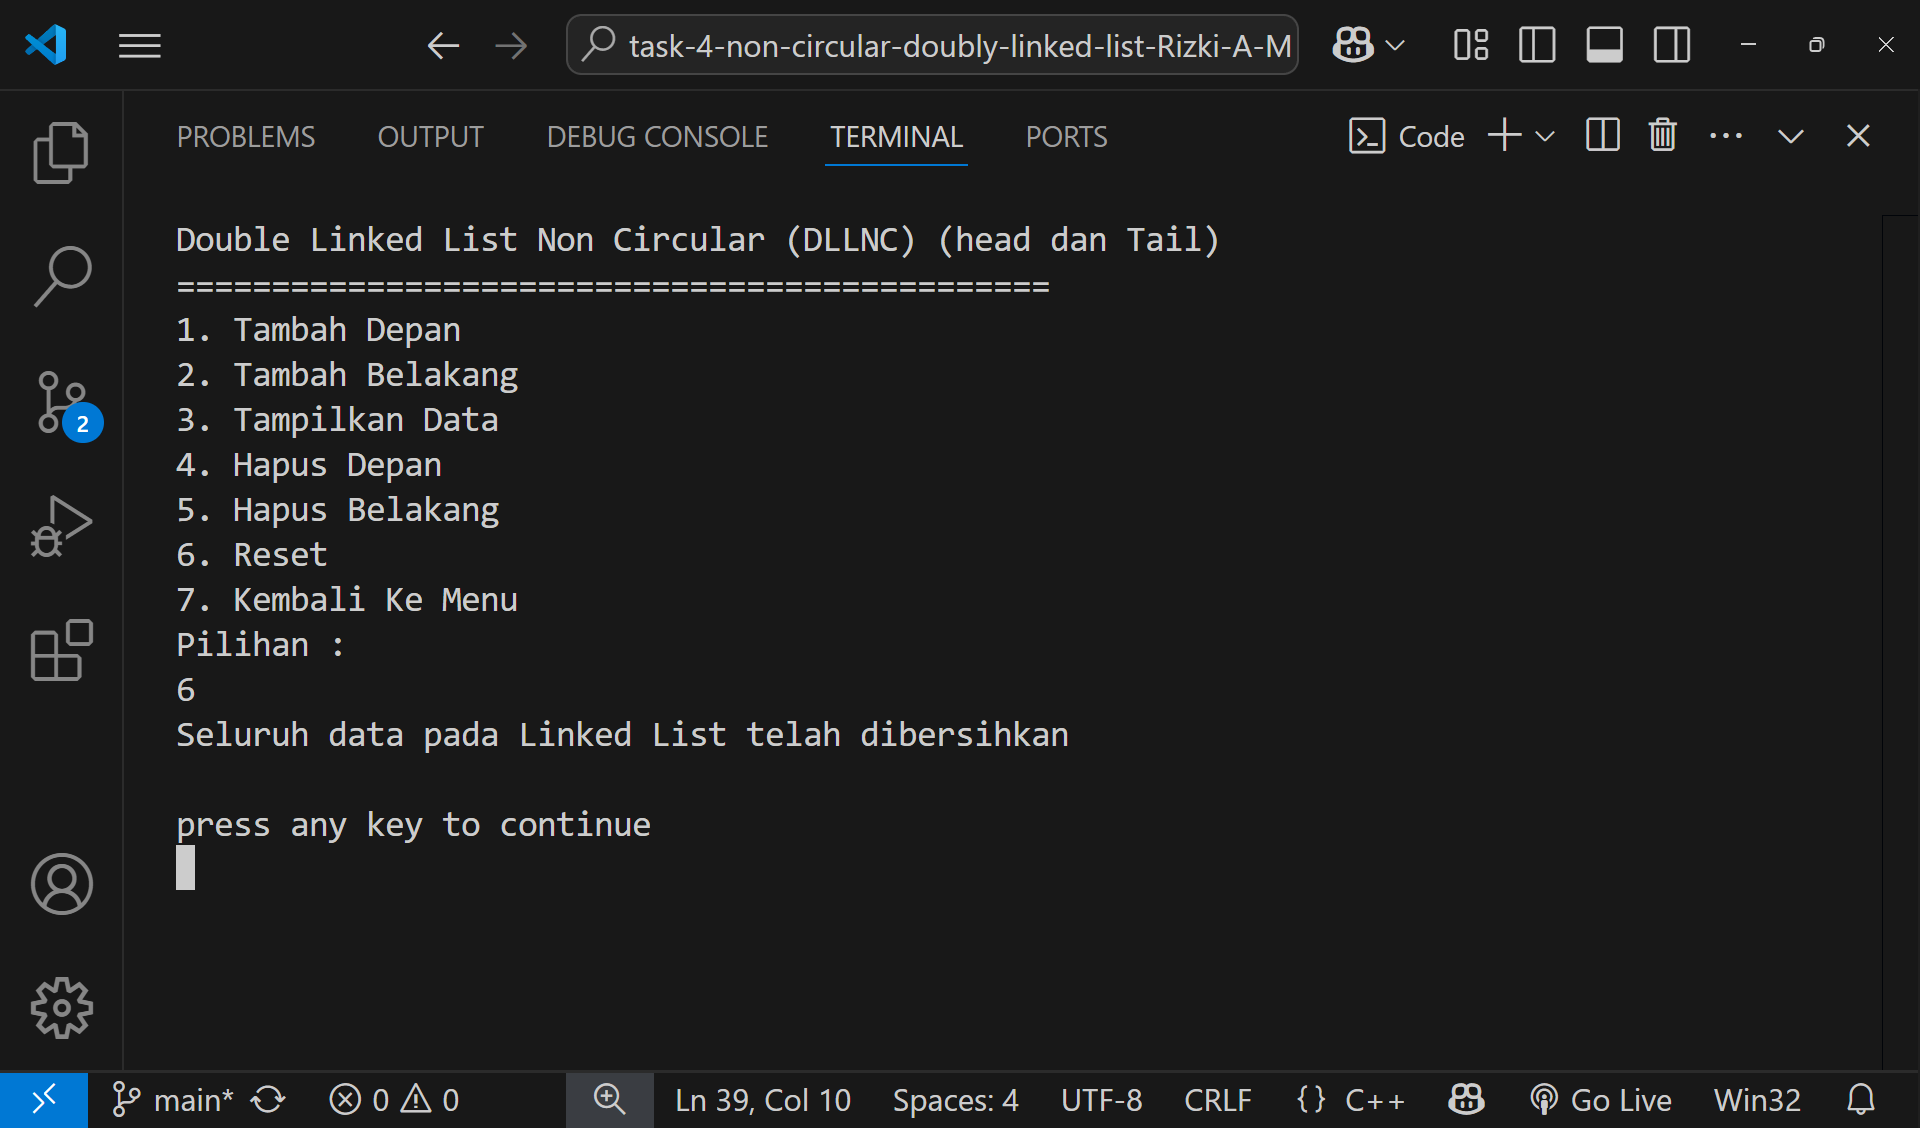 task-4-non-circular-doubly-linked-list-Rizki-A-M
PROBLEMS OUTPUT DEBUG CONSOLE TERMINAL PORTS Code
Double Linked List Non Circular (DLLNC) (head dan Tail)
==============================================
1. Tambah Depan
2. Tambah Belakang
3. Tampilkan Data
4. Hapus Depan
5. Hapus Belakang
6. Reset
7. Kembali Ke Menu
Pilihan :
6
Seluruh data pada Linked List telah dibersihkan
press any key to continue
2
main* 0 0 Ln 39, Col 10 Spaces: 4 UTF-8 CRLF {} C++ Go Live Win32